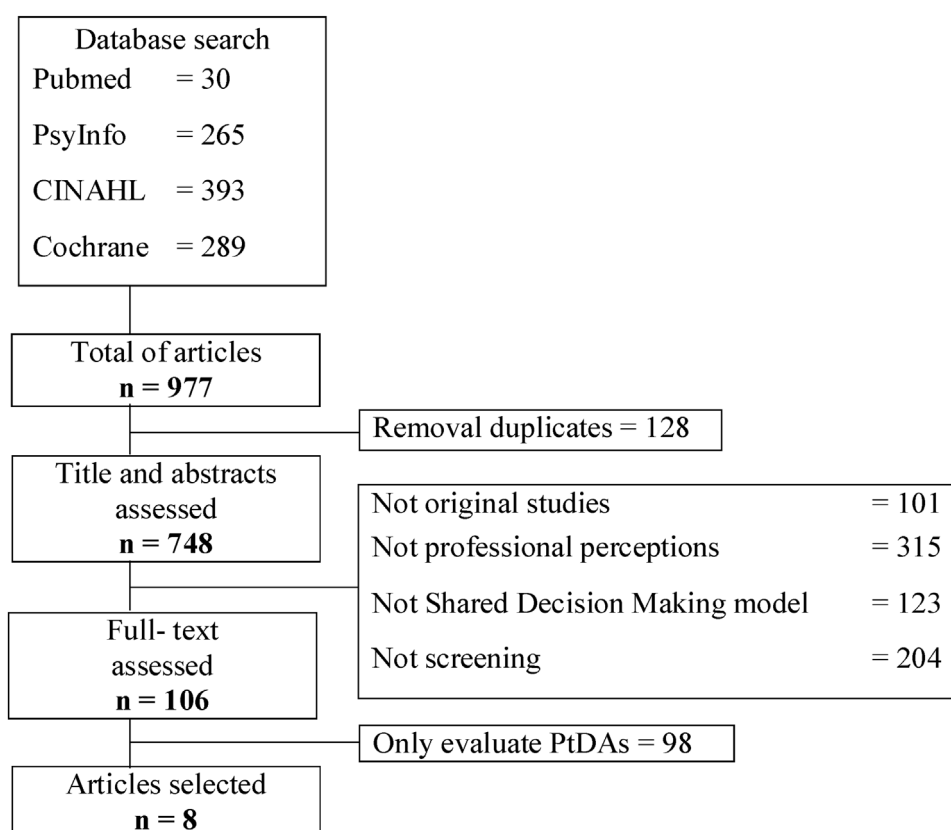 Database search
Pubmed = 30
PsyInfo = 265
CINAHL = 393
Cochrane = 289
Total of articles
n = 977
Removal duplicates = 128
Title and abstracts
assessed
n = 748
Not original studies = 101
Not professional perceptions = 315
Not Shared Decision Making model = 123
Not screening = 204
Full- text
assessed
n = 106
Only evaluate PtDAs = 98
Articles selected
n = 8